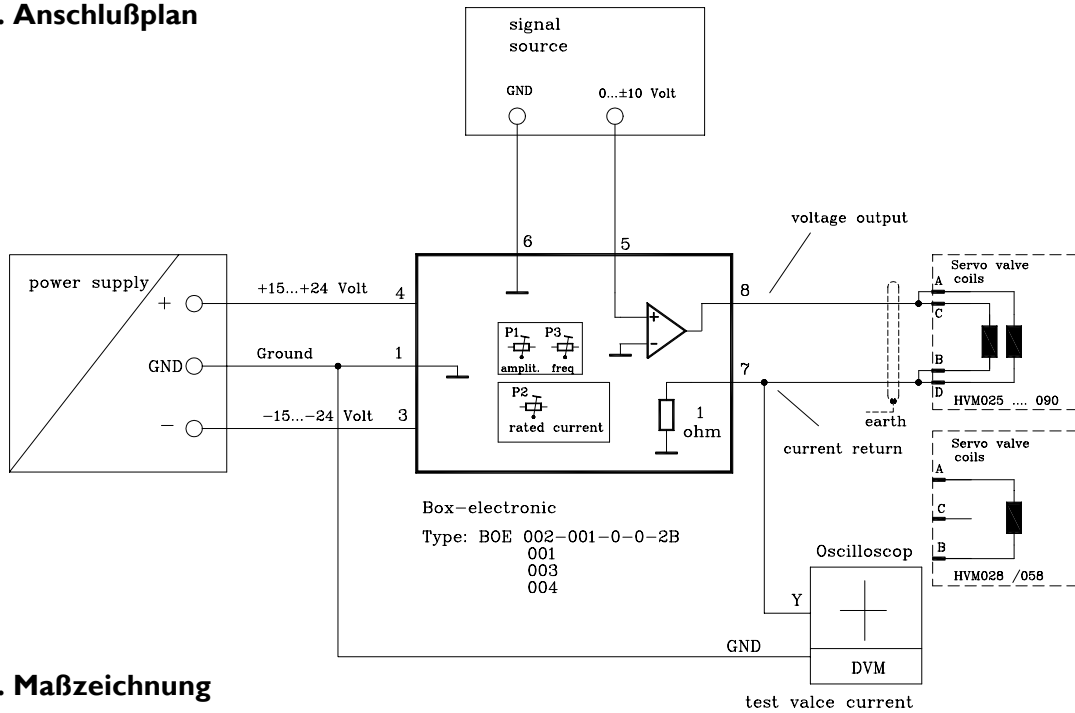 . Anschlußplan
signal
source
GND
0...±10 Volt
6
5
voltage output
power supply
+
+15...+24 Volt
4
GND
Ground
1
−
−15...−24 Volt
3
P1
P3
amplit.
freq
P2
rated current
+
−
8
7
1
ohm
current return
earth
Servo valve
coils
A
C
B
D
HVM025 .... 090
Servo valve
coils
A
C
B
HVM028 /058
Box−electronic
Type: BOE 002−001−0−0−2B
001
003
004
Oscilloscop
Y
GND
DVM
test valce current
. Maßzeichnung